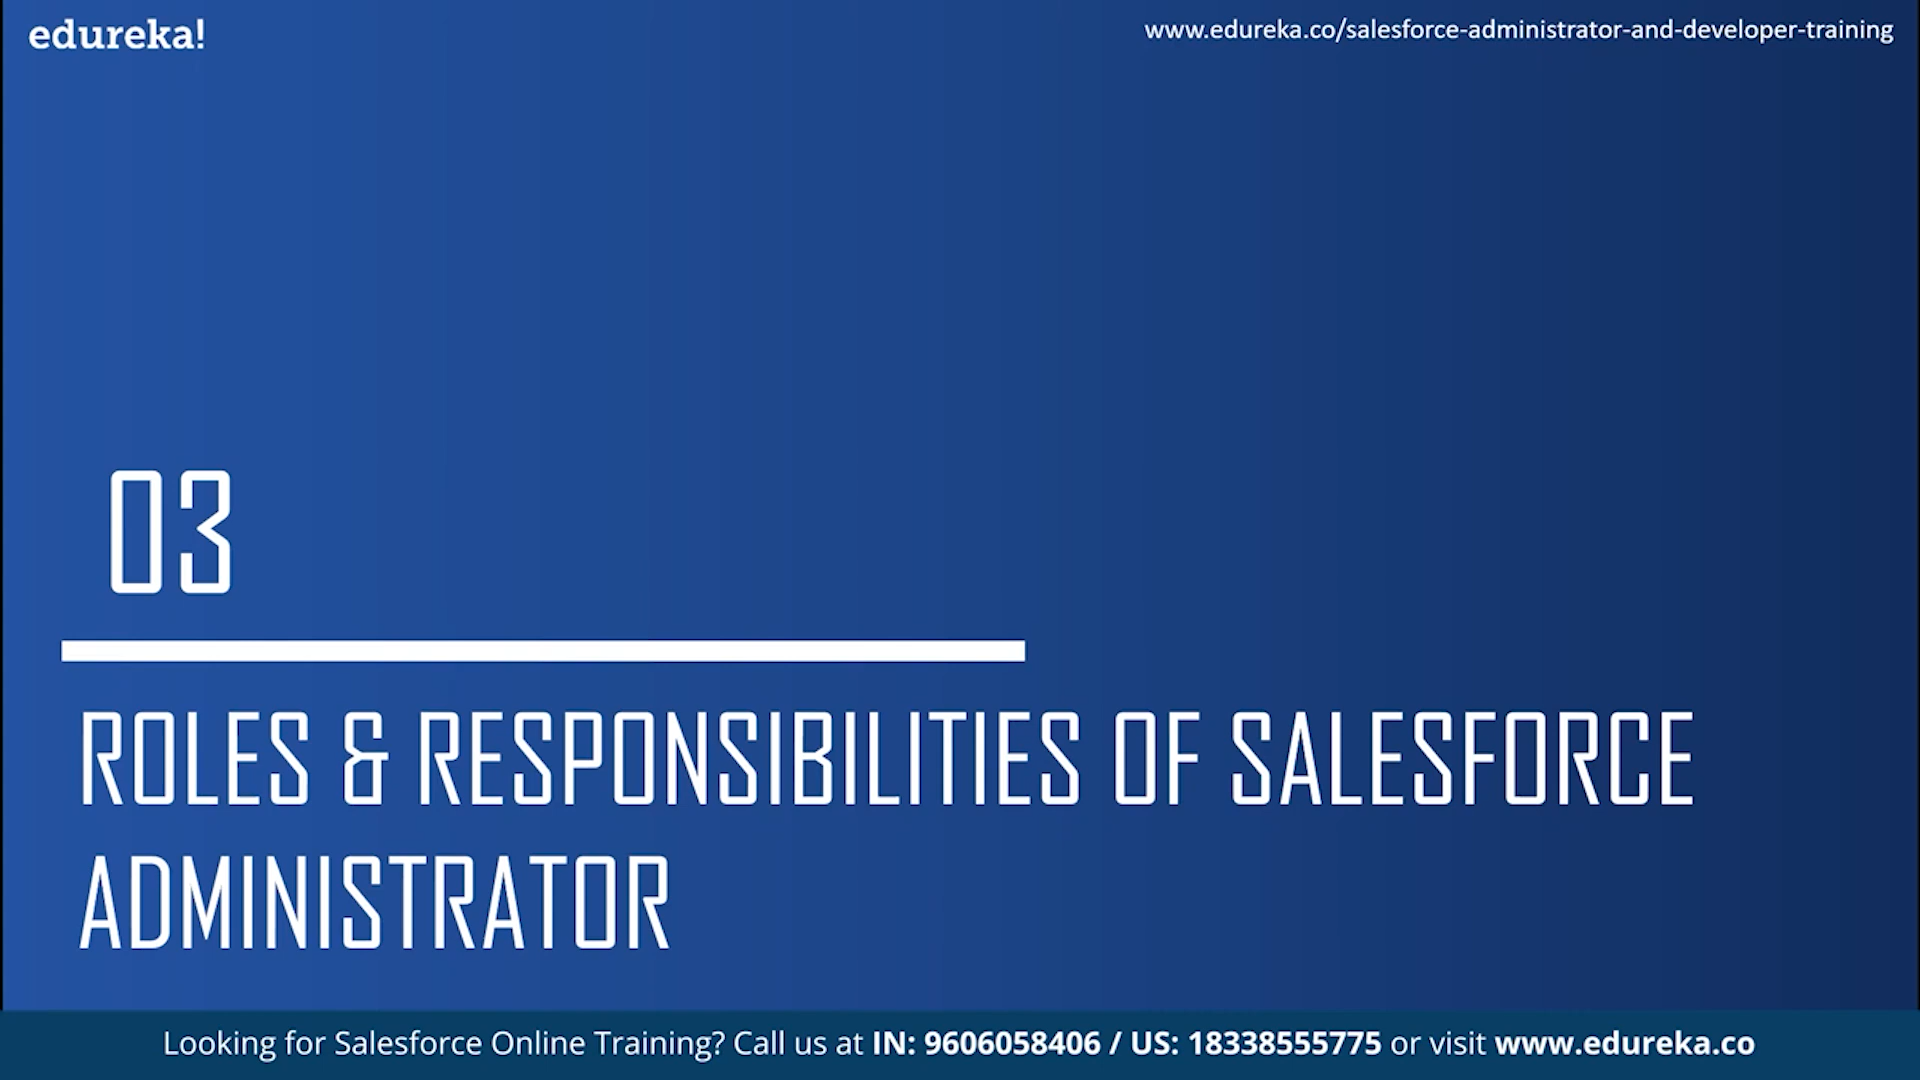 edureka!
www.edureka.co/salesforce-administrator-and-developer-training
03
ROLES & RESPONSIBILITIES OF SALESFORCE
ADMINISTRATOR
Looking for Salesforce Online Training? Call us at IN: 9606058406 / US: 18338555775 or visit www.edureka.co